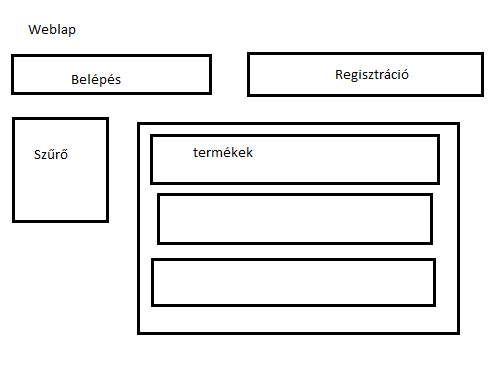 Weblap
Belépés
Regisztráció
Szűrő
termékek